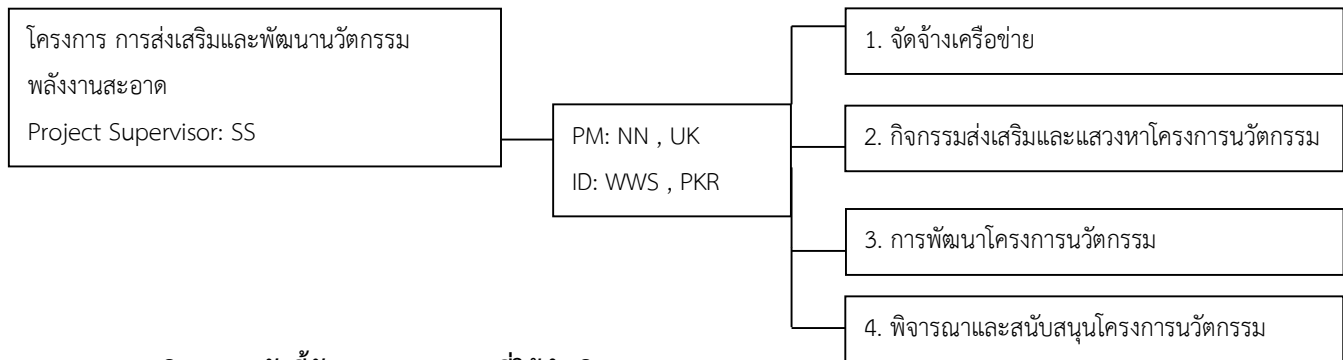 โครงการ การส่งเสริมและพัฒนานวัตกรรม
พลังงานสะอาด
Project Supervisor: SS
PM: NN , UK
ID: WWS , PKR
1. จัดจ้างเครือข่าย
2. กิจกรรมส่งเสริมและแสวงหาโครงการนวัตกรรม
3. การพัฒนาโครงการนวัตกรรม
4. พิจารณาและสนับสนุนโครงการนวัตกรรม